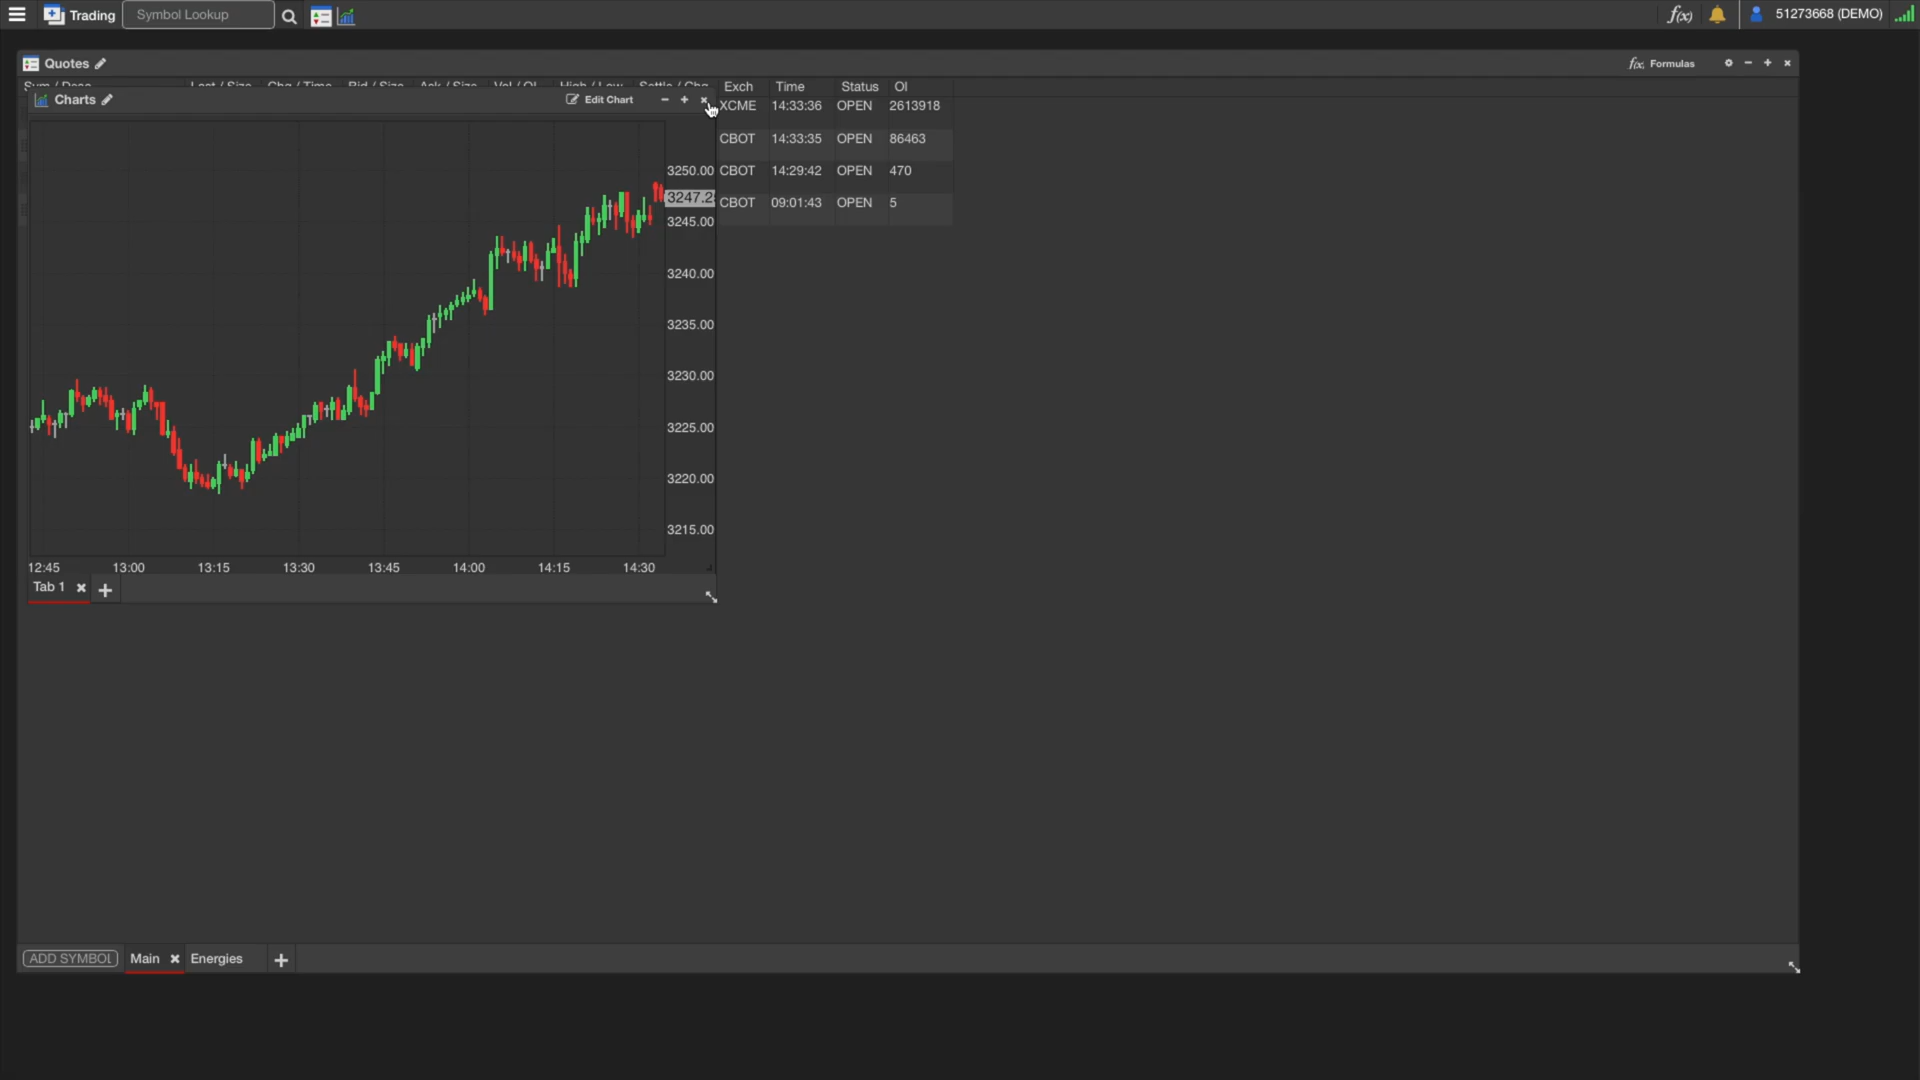 Trading
Symbol Lookup
f(x)
51273668 (DEMO)
Quotes
f(x) Formulas
Exch Time Status OI
Charts
Edit Chart
XCME 14:33:36 OPEN 2613918
CBOT 14:33:35 OPEN 86463
CBOT 14:29:42 OPEN 470
CBOT 09:01:43 OPEN 5
3250.00
3247.2
3245.00
3240.00
3235.00
3230.00
3225.00
3220.00
3215.00
12:45 13:00 13:15 13:30 13:45 14:00 14:15 14:30
Tab 1
ADD SYMBOL Main Energies